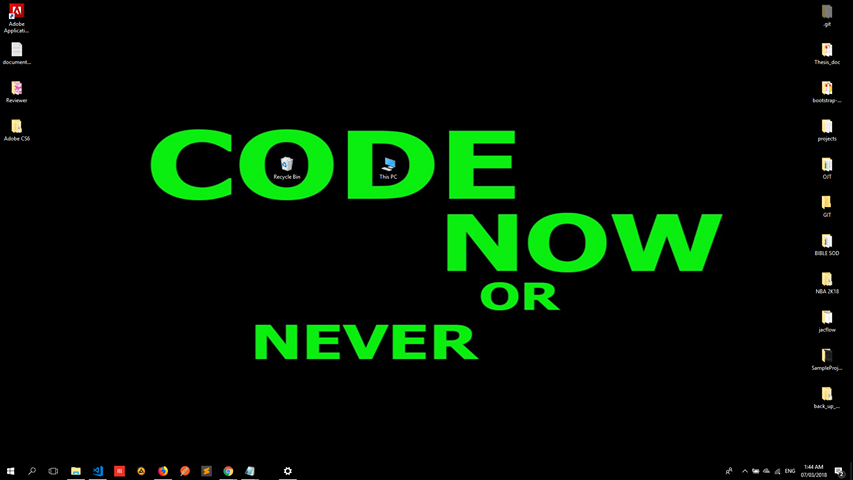 Adobe
Applicati...
document...
Reviewer
Adobe CS6
CODE
Recycle Bin
This PC
NOW
OR
NEVER
.git
Thesis_doc
bootstrap-...
projects
OJT
GIT
BIBLE SOD
NBA 2K18
jacflow
SampleProj...
back_up_...
ENG
1:44 AM
07/03/2018
2